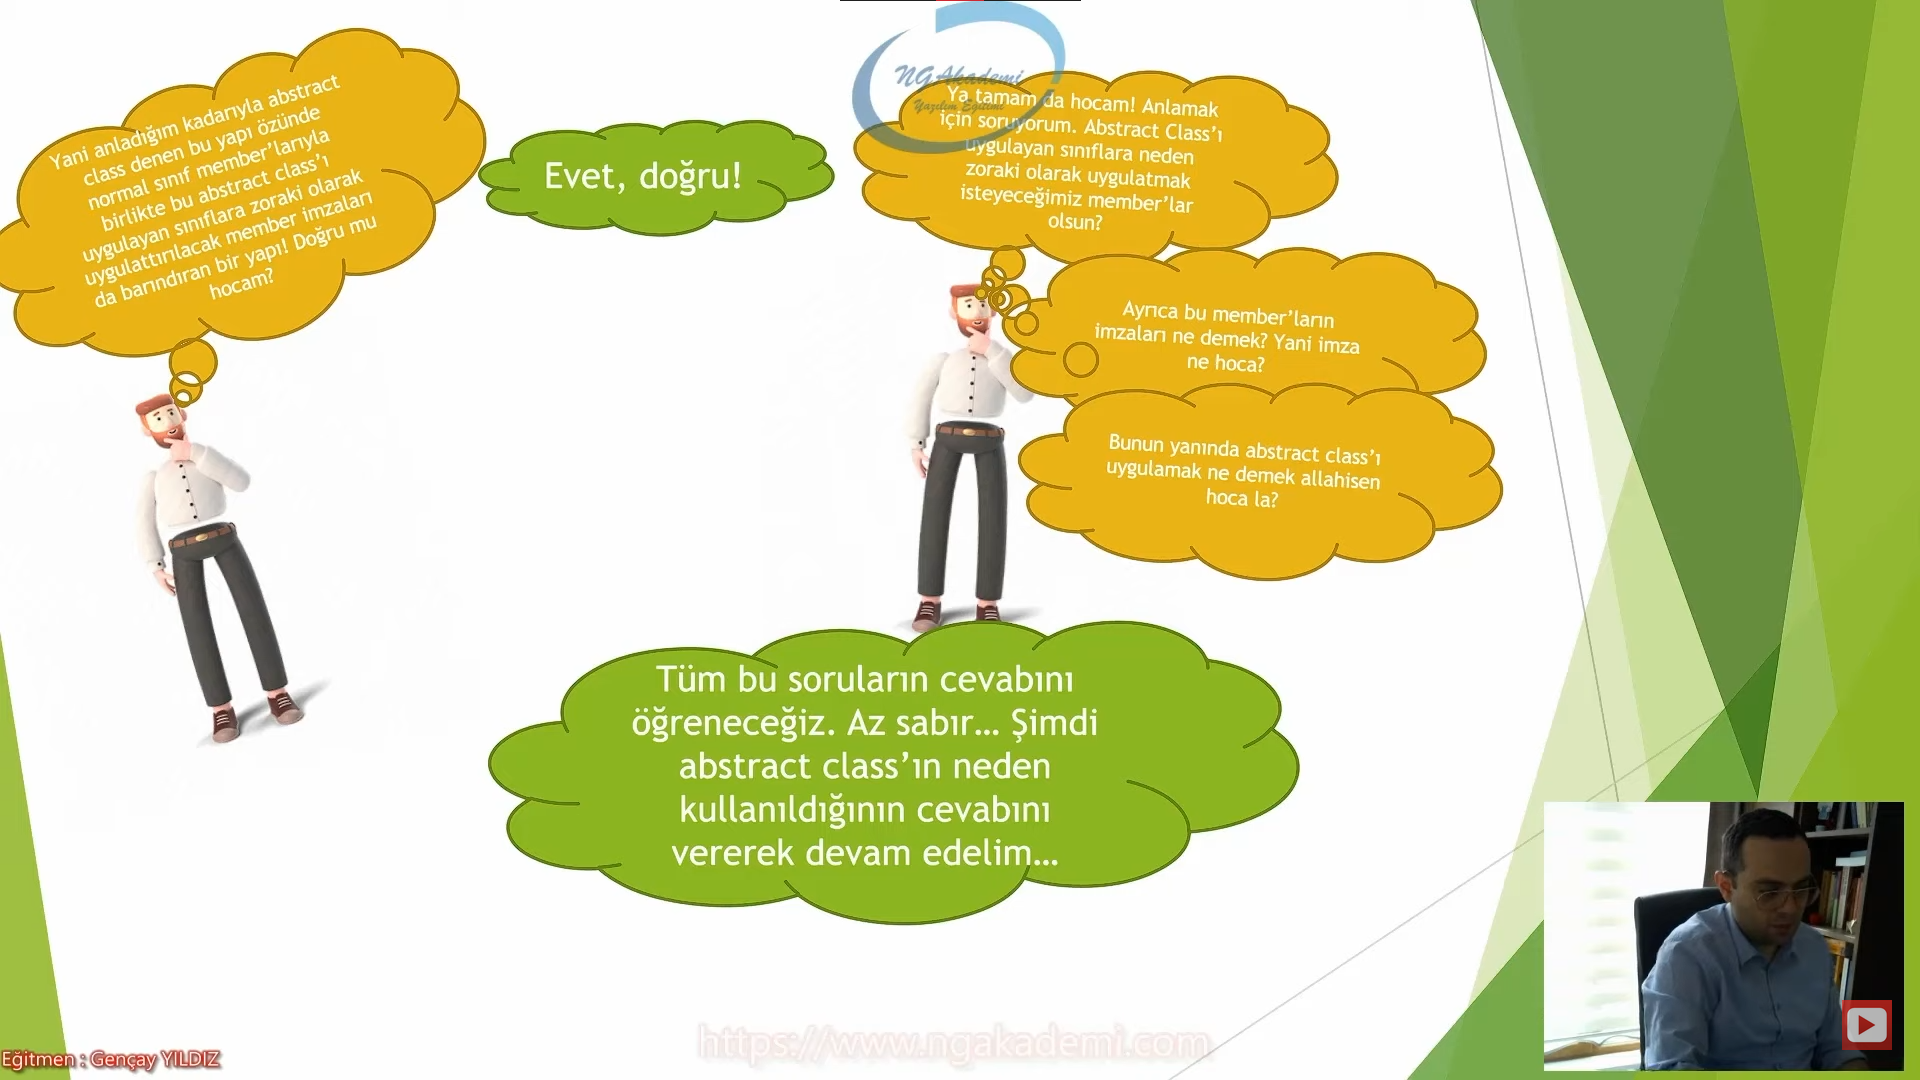 Yani anladığım kadarıyla abstract
class denen bu yapı özünde
normal sınıf member’larıyla
birlikte bu abstract class’ı
uygulayan sınıflara zoraki olarak
uygulattırılacak member imzaları
da barındıran bir yapı! Doğru mu
hocam?
Evet, doğru!
NGAkademi
Yazılım Eğitimi
Ya tamam da hocam! Anlamak
için soruyorum. Abstract Class’ı
uygulayan sınıflara neden
zoraki olarak uygulatmak
isteyeceğimiz member’lar
olsun?
Ayrıca bu member’ların
imzaları ne demek? Yani imza
ne hoca?
Bunun yanında abstract class’ı
uygulamak ne demek allahisen
hoca la?
Tüm bu soruların cevabını
öğreneceğiz. Az sabır… Şimdi
abstract class’ın neden
kullanıldığının cevabını
vererek devam edelim…
https://www.ngakademi.com
Eğitmen : Gençay YILDIZ